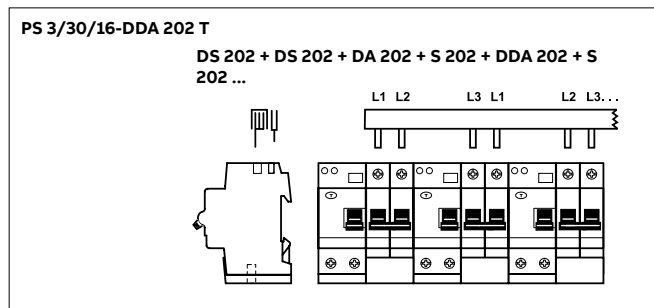 PS 3/30/16-DDA 202 T
DS 202 + DS 202 + DA 202 + S 202 + DDA 202 + S
202 ...
L1 L2 L3 L1 L2 L3...
T T T